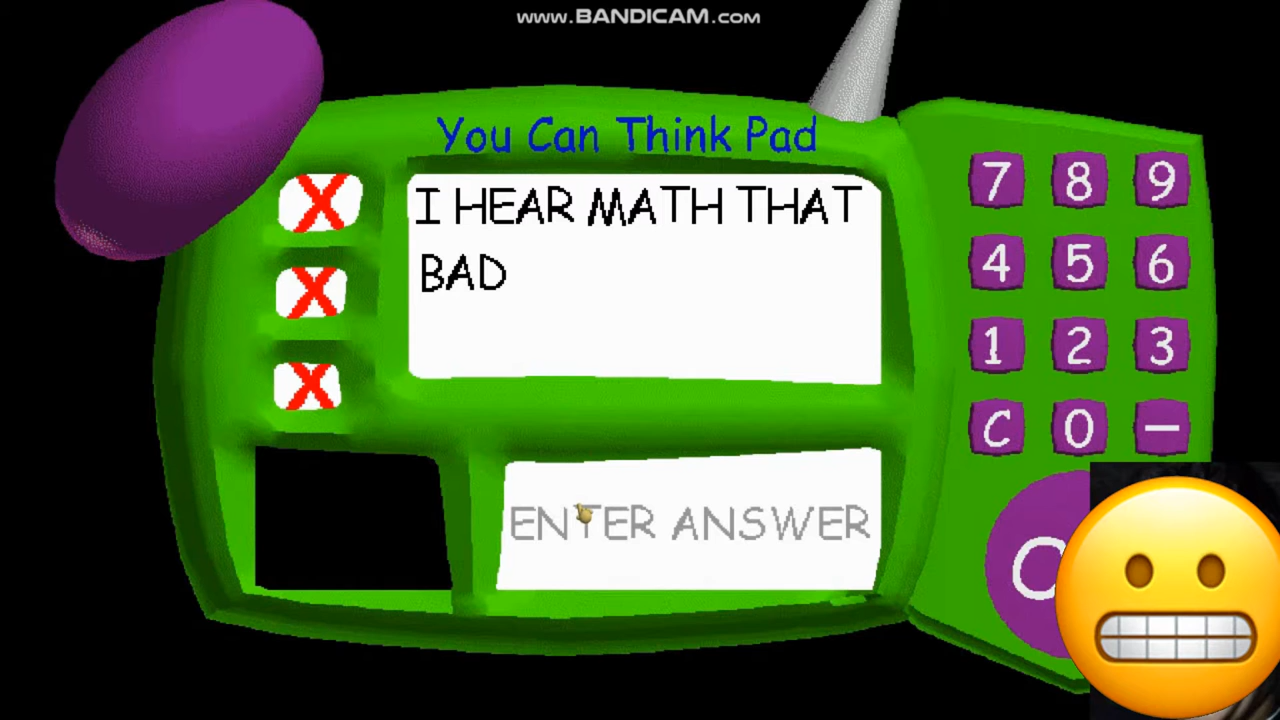 www.BANDICAM.com
You Can Think Pad
X
X
X
I HEAR MATH THAT
BAD
ENTER ANSWER
7 8 9
4 5 6
1 2 3
C 0 —